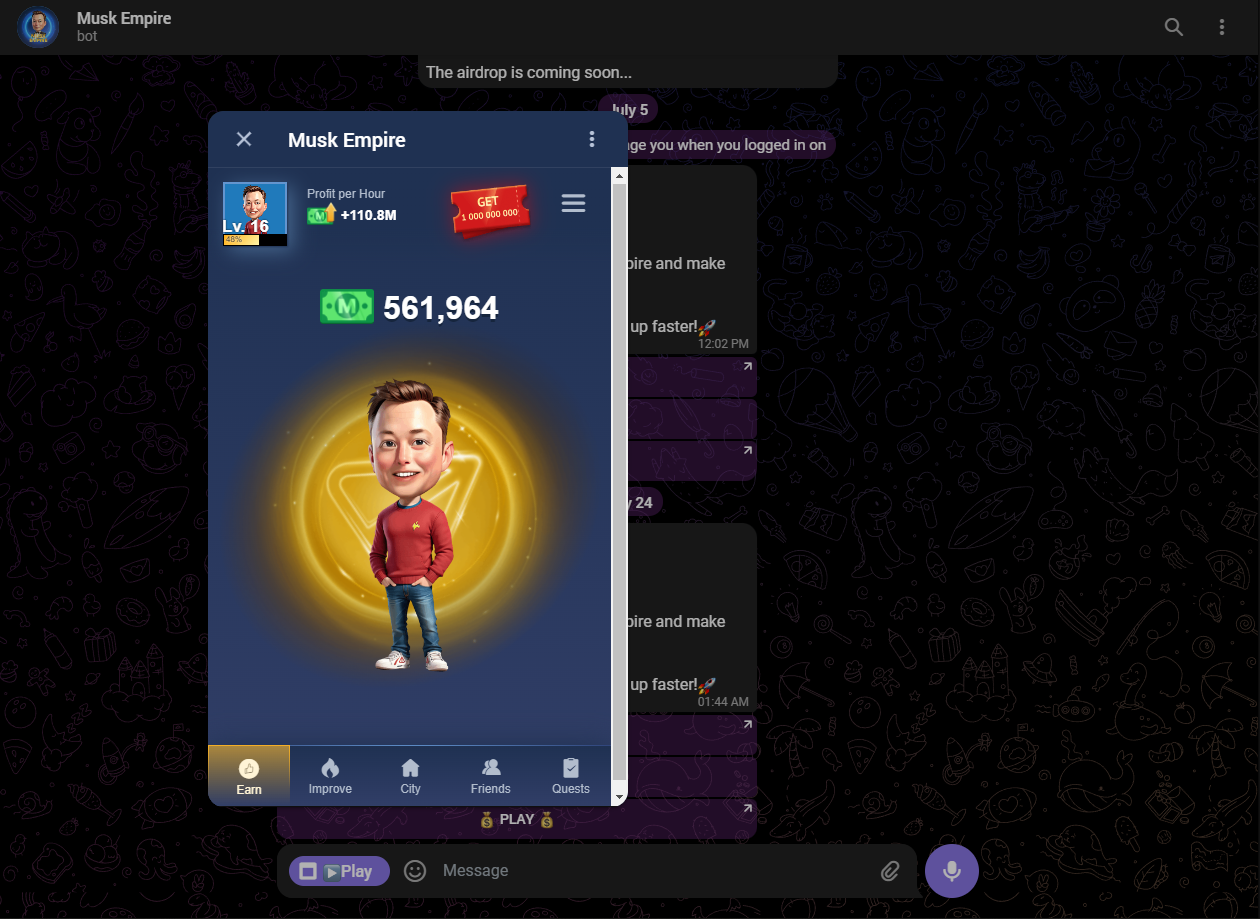 Musk Empire
bot
The airdrop is coming soon...
July 5
nge you when you logged in on
Musk Empire
Profit per Hour
+110.8M
Lv. 16
48%
GET
1 000 000 000
M
561,964
pire and make
up faster!🚀
12:02 PM
y 24
pire and make
up faster!🚀
01:44 AM
Earn
Improve
City
Friends
Quests
💰 PLAY 💰
▶️Play
Message